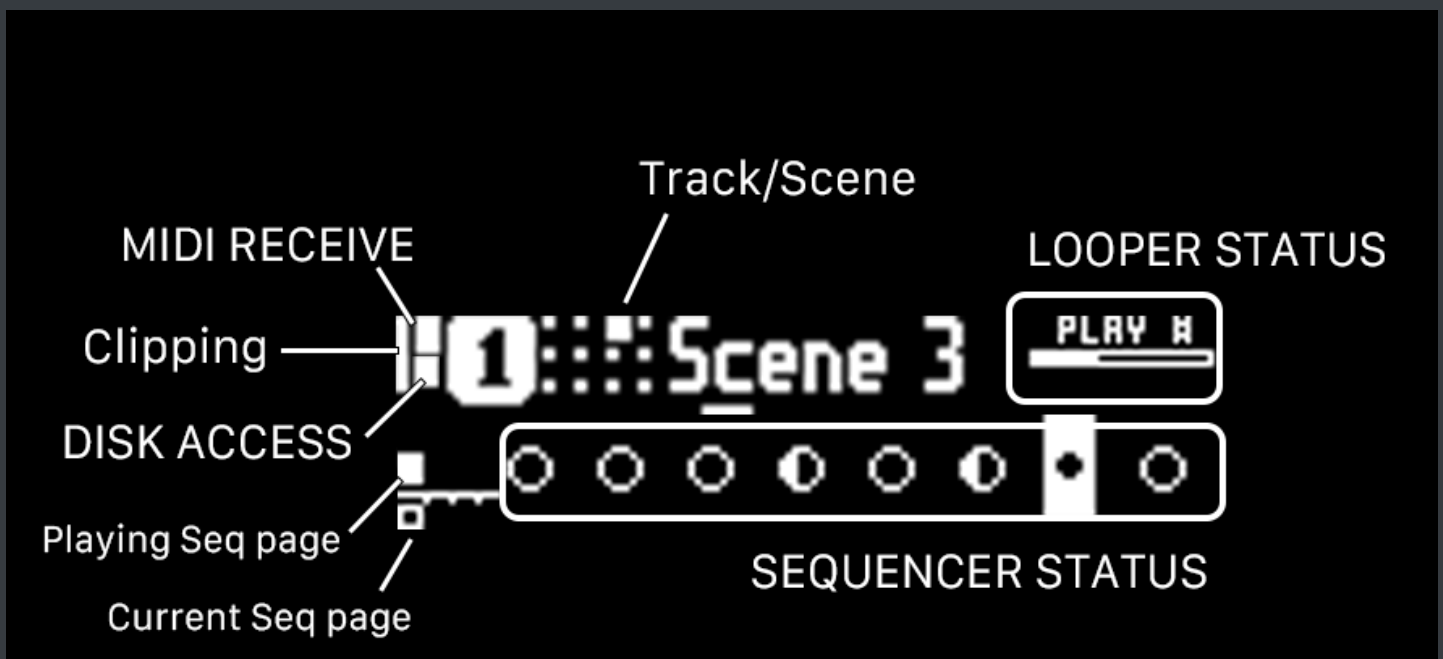 Track/Scene
MIDI RECEIVE
LOOPER STATUS
Clipping
1
Scene 3
PLAY
DISK ACCESS
Playing Seq page
SEQUENCER STATUS
Current Seq page